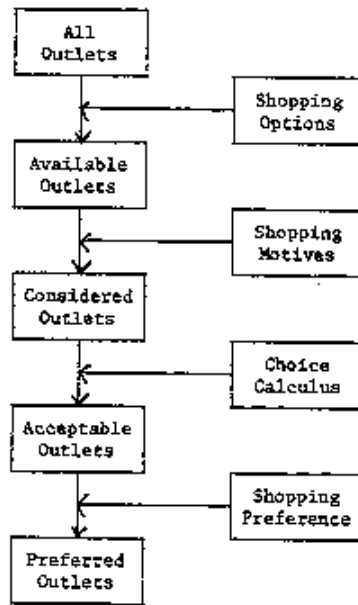 All
Outlets
Shopping
Options
Available
Outlets
Shopping
Motives
Considered
Outlets
Choice
Calculus
Acceptable
Outlets
Shopping
Preference
Preferred
Outlets